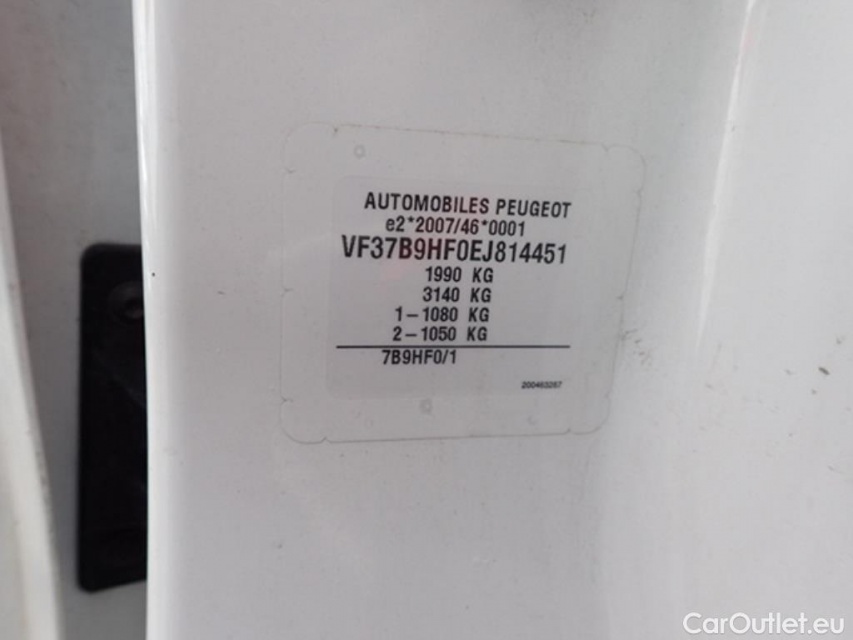 AUTOMOBILES PEUGEOT
e2*2007/46*0001
VF37B9HF0EJ814451
1990 KG
3140 KG
1-1080 KG
2-1050 KG
7B9HF0/1
200463267
CarOutlet.eu